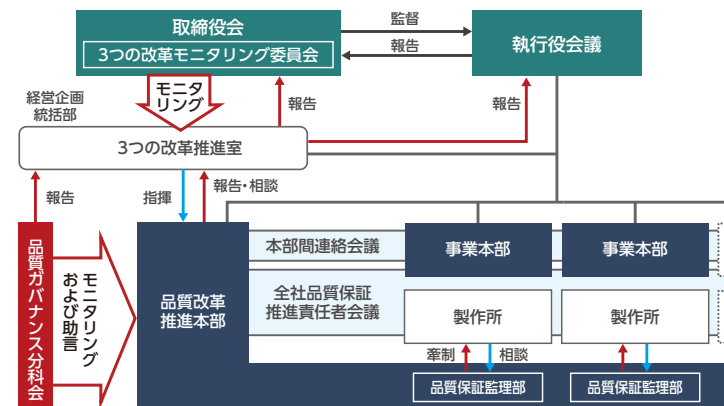 取締役会
3つの改革モニタリング委員会
監督
報告
執行役会議
モニタ
リング
経営企画
統括部
報告
報告
3つの改革推進室
報告
指揮
報告・相談
品質ガバナンス分科会
モニタリング
および助言
品質改革
推進本部
本部間連絡会議
事業本部
事業本部
全社品質保証
推進責任者会議
製作所
製作所
牽制
相談
品質保証監理部
品質保証監理部